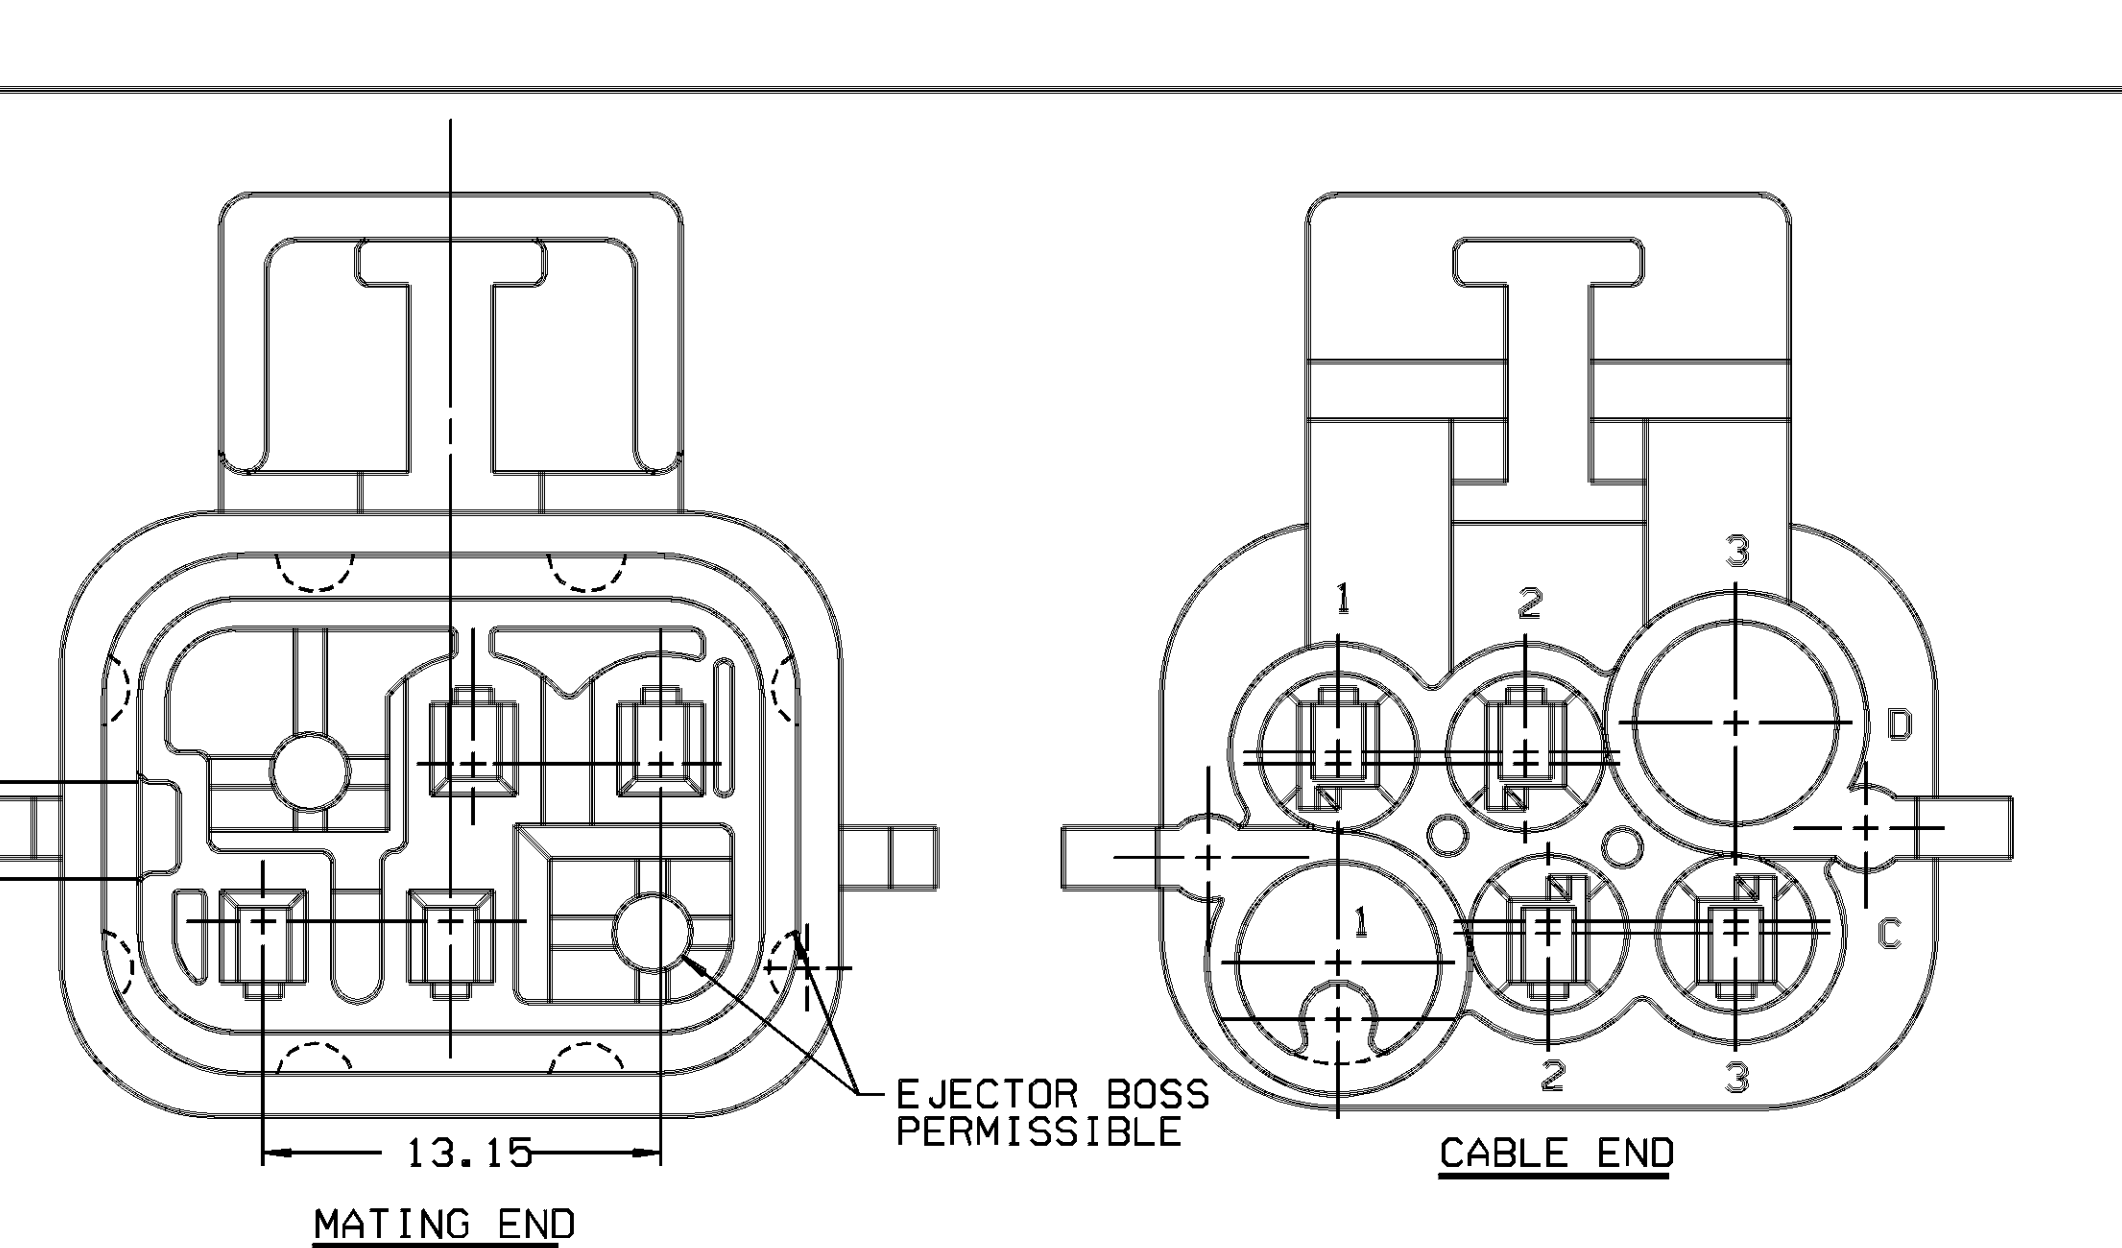 3
1
2
D
1
C
2
3
EJECTOR BOSS
PERMISSIBLE
13.15
CABLE END
MATING END